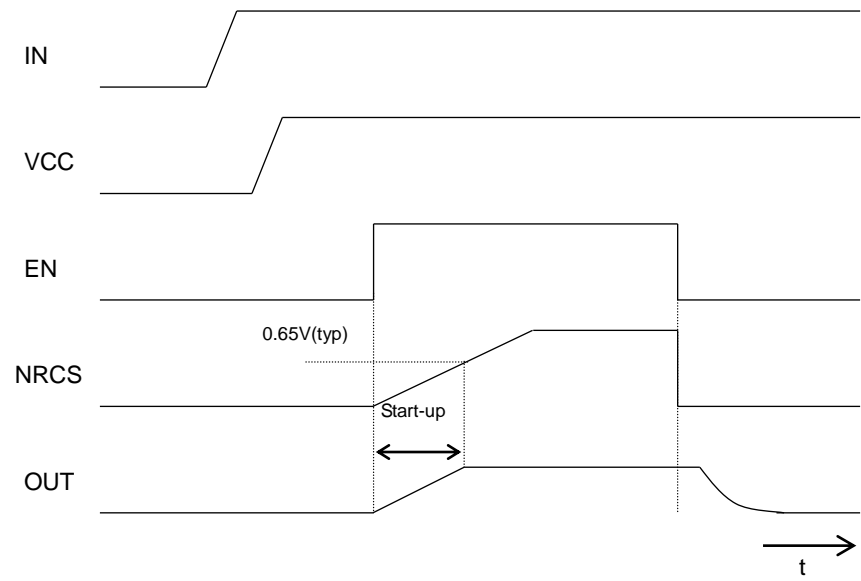 IN
VCC
EN
0.65V(typ)
NRCS
Start-up
OUT
t